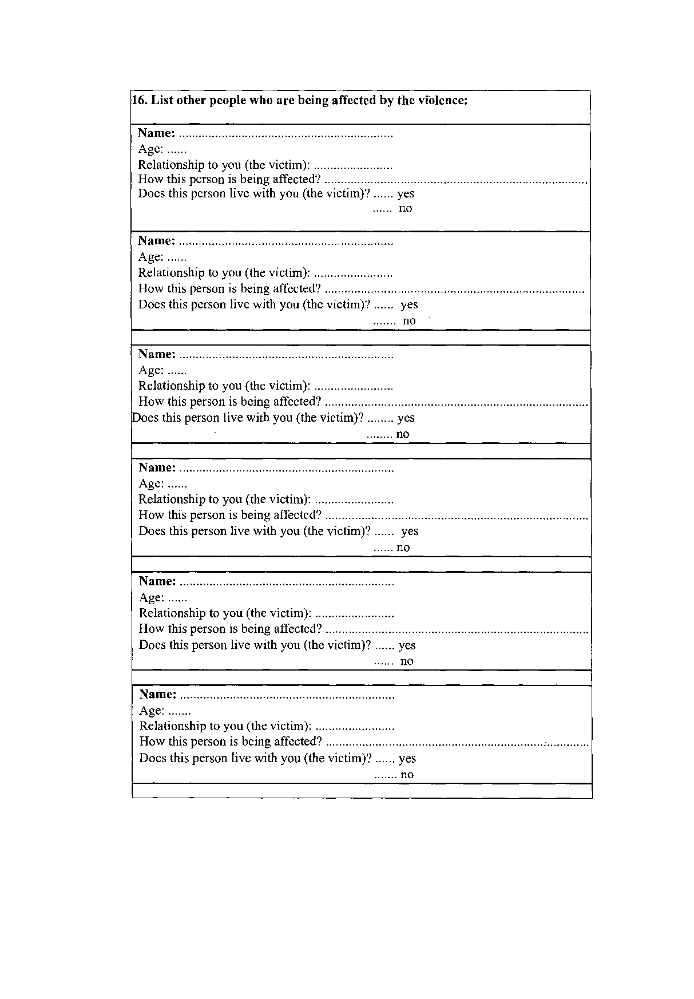 16. List other people who are being affected by the violence:
Name: .................................................................
Age: ......
Relationship to you (the victim): ........................
How this person is being affected? ................................................................................
Does this person live with you (the victim)? ...... yes
...... no
Name: .................................................................
Age: ......
Relationship to you (the victim): ........................
How this person is being affected? ...............................................................................
Does this person live with you (the victim)? ...... yes
....... no
Name: .................................................................
Age: ......
Relationship to you (the victim): ........................
How this person is being affected? ................................................................................
Does this person live with you (the victim)? ........ yes
........ no
Name: .................................................................
Age: ......
Relationship to you (the victim): ........................
How this person is being affected? ................................................................................
Does this person live with you (the victim)? ...... yes
...... no
Name: .................................................................
Age: ......
Relationship to you (the victim): ........................
How this person is being affected? ................................................................................
Does this person live with you (the victim)? ...... yes
...... no
Name: .................................................................
Age: .......
Relationship to you (the victim): ........................
How this person is being affected? ................................................................................
Does this person live with you (the victim)? ...... yes
....... no